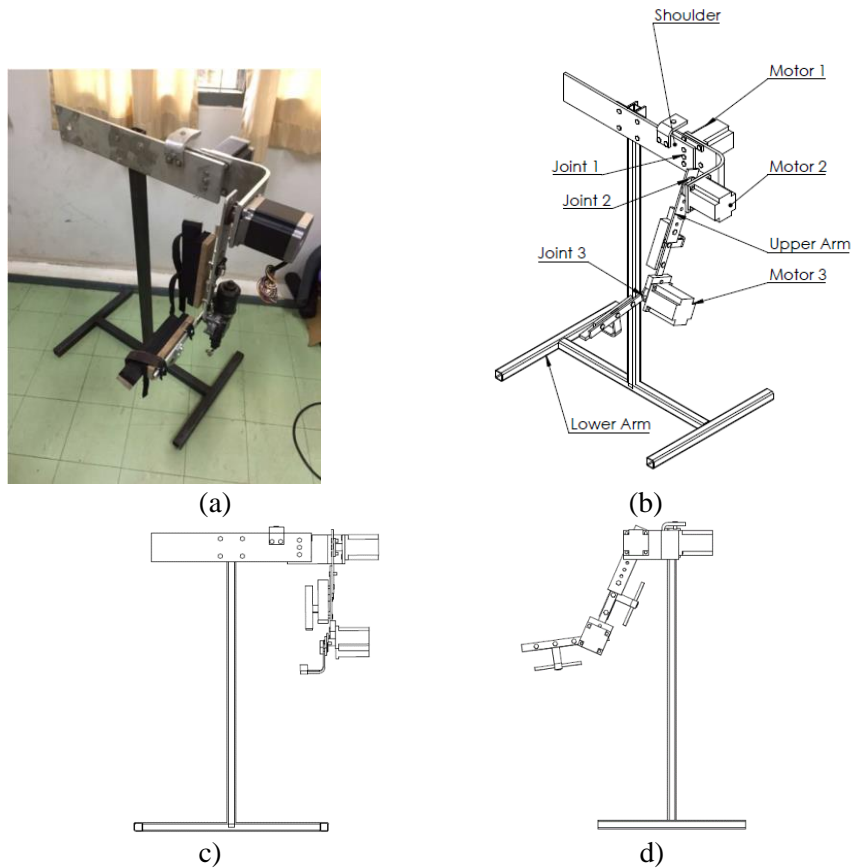 Shoulder
Motor 1
Joint 1
Motor 2
Joint 2
Upper Arm
Joint 3
Motor 3
Lower Arm
(a)
(b)
c)
d)